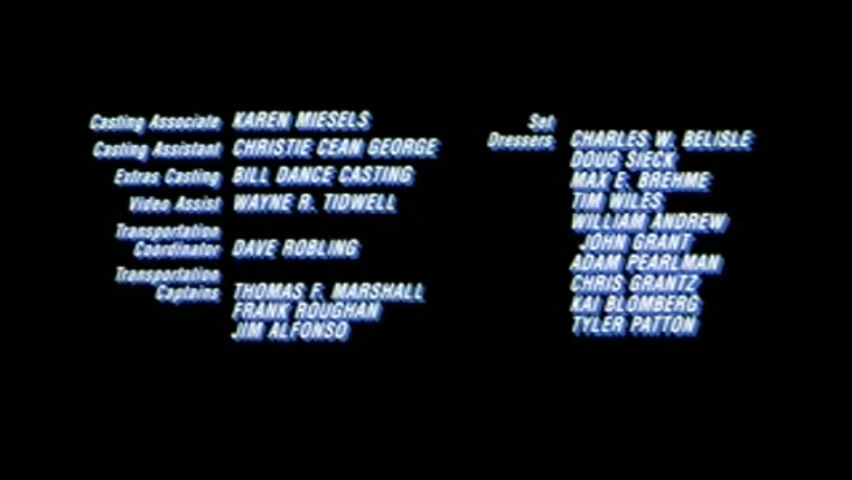 Casting Associate KAREN MIESELS
Casting Assistant CHRISTIE CEAN GEORGE
Extras Casting BILL DANCE CASTING
Video Assist WAYNE R. TIDWELL
Transportation
Coordinator DAVE ROBLING
Transportation
Captains THOMAS F. MARSHALL
FRANK ROUGHAN
JIM ALFONSO
Set
Dressers CHARLES W. BELISLE
DOUG SIECK
MAX E. BREHME
TIM WILES
WILLIAM ANDREW
JOHN GRANT
ADAM PEARLMAN
CHRIS GRANTZ
KAI BLOMBERG
TYLER PATTON